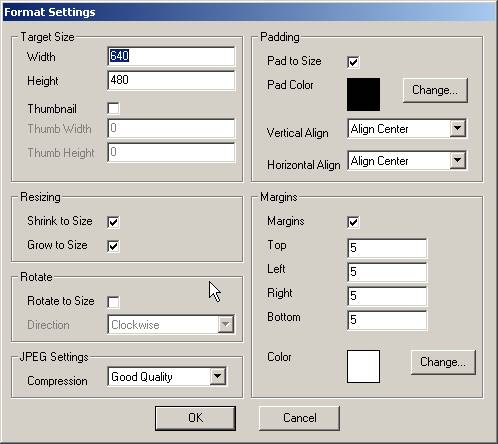 Format Settings
Target Size
Width 640
Height 480
Thumbnail
Thumb Width 0
Thumb Height 0
Resizing
Shrink to Size
Grow to Size
Rotate
Rotate to Size
Direction Clockwise
JPEG Settings
Compression Good Quality
Padding
Pad to Size
Pad Color Change...
Vertical Align Align Center
Horizontal Align Align Center
Margins
Margins
Top 5
Left 5
Right 5
Bottom 5
Color Change...
OK Cancel